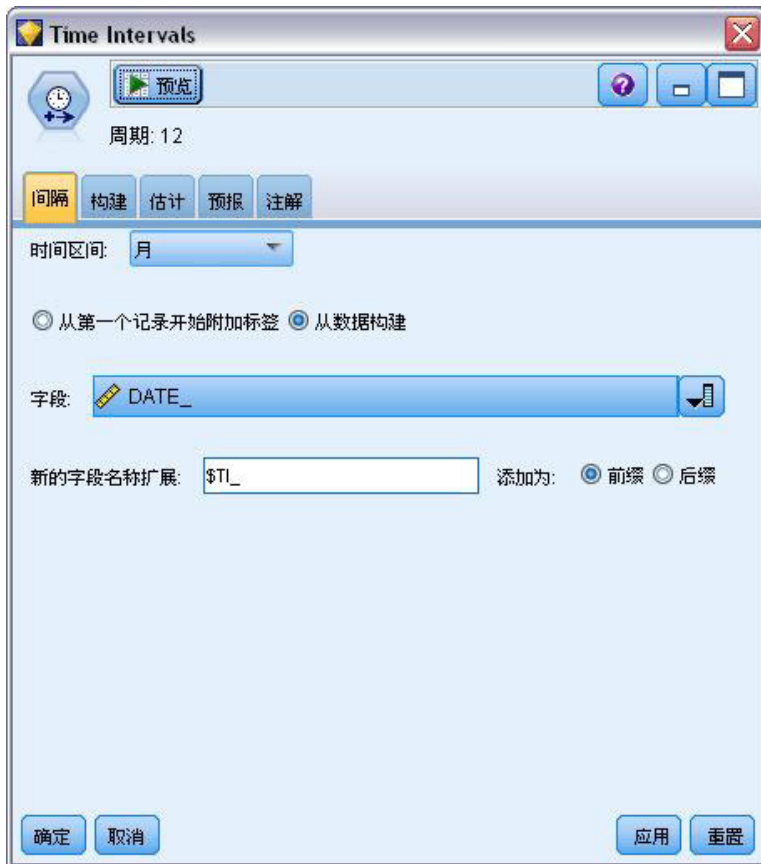 Time Intervals
预览
周期: 12
间隔 构建 估计 预报 注解
时间区间: 月
从第一个记录开始附加标签 从数据构建
字段: DATE_
新的字段名称扩展: $TI_ 添加为: 前缀 后缀
确定 取消 应用 重置